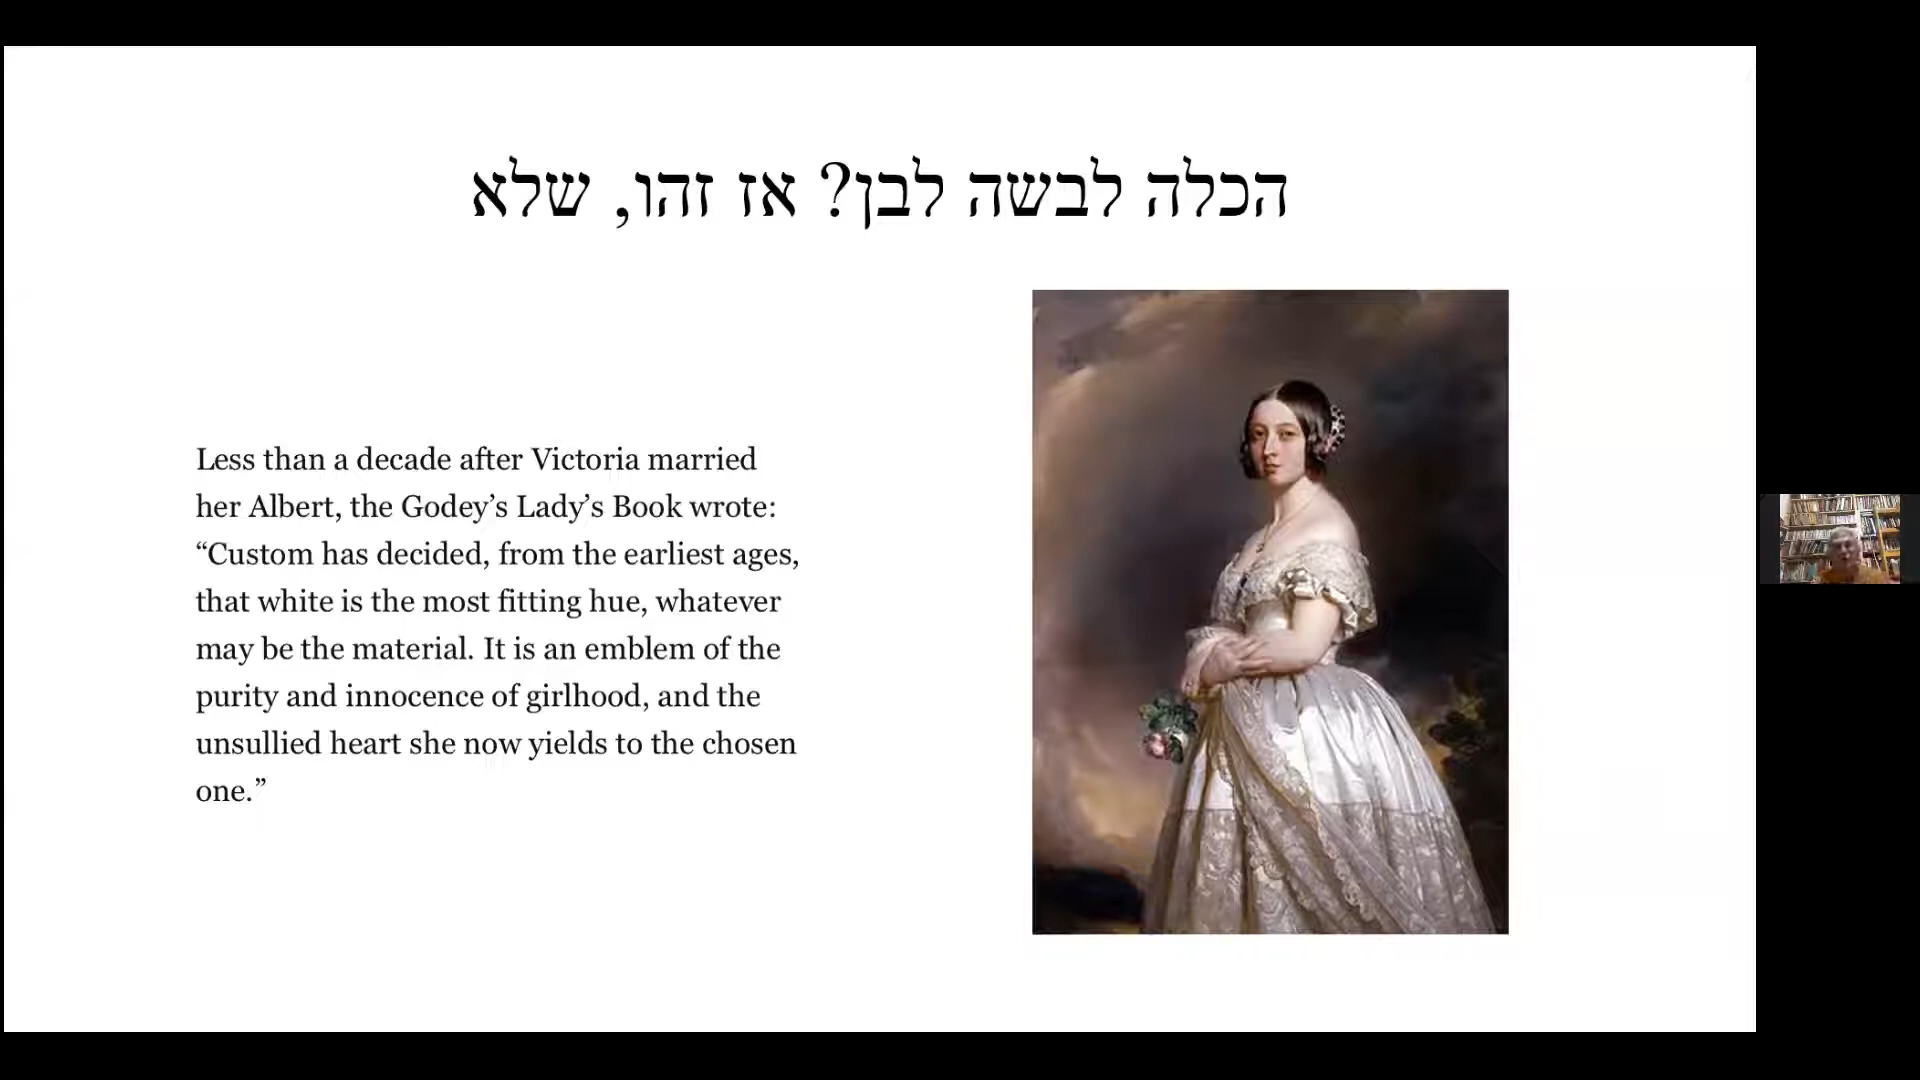 הכלה לבשה לבן? אז זהו, שלא
Less than a decade after Victoria married
her Albert, the Godey’s Lady’s Book wrote:
“Custom has decided, from the earliest ages,
that white is the most fitting hue, whatever
may be the material. It is an emblem of the
purity and innocence of girlhood, and the
unsullied heart she now yields to the chosen
one.”